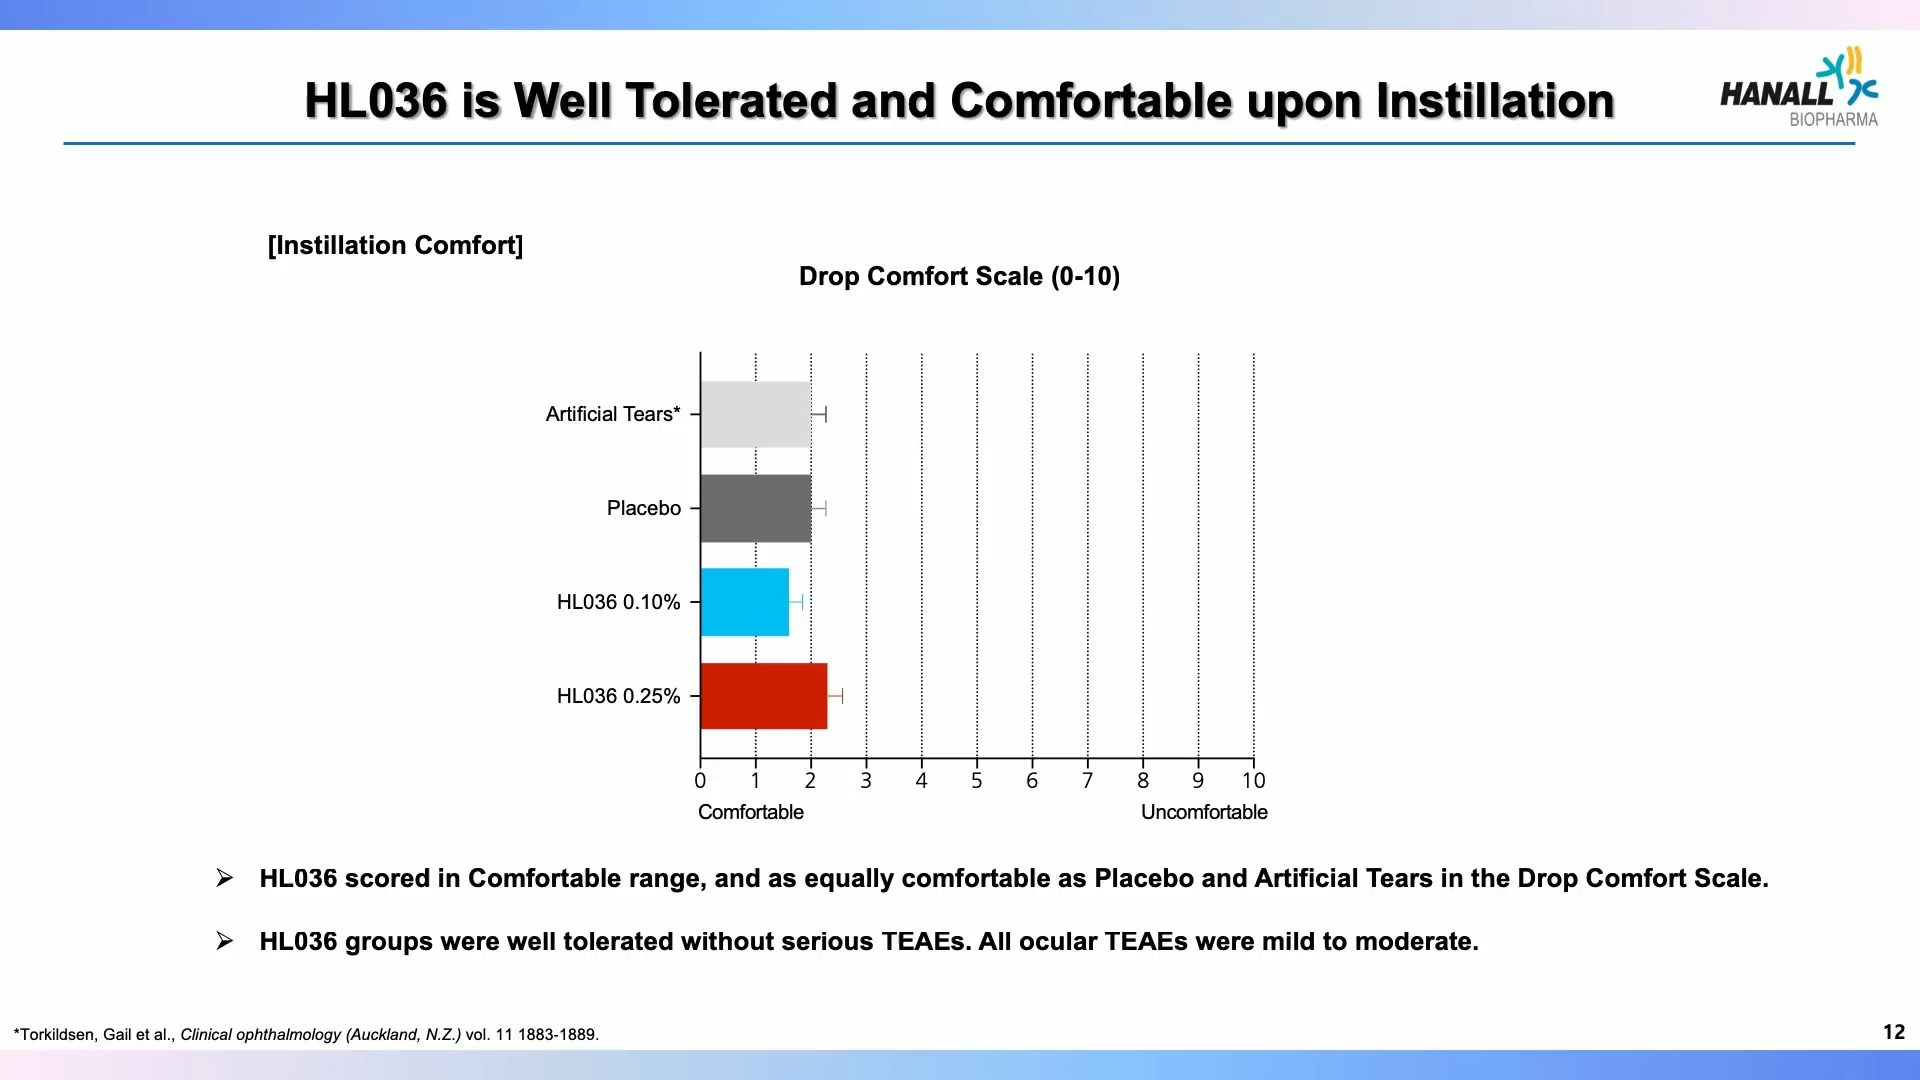 HL036 is Well Tolerated and Comfortable upon Instillation
HANALL
BIOPHARMA
[Instillation Comfort]
Drop Comfort Scale (0-10)
Artificial Tears*
Placebo
HL036 0.10%
HL036 0.25%
0 1 2 3 4 5 6 7 8 9 10
Comfortable Uncomfortable
➢ HL036 scored in Comfortable range, and as equally comfortable as Placebo and Artificial Tears in the Drop Comfort Scale.
➢ HL036 groups were well tolerated without serious TEAEs. All ocular TEAEs were mild to moderate.
*Torkildsen, Gail et al., Clinical ophthalmology (Auckland, N.Z.) vol. 11 1883-1889.
12